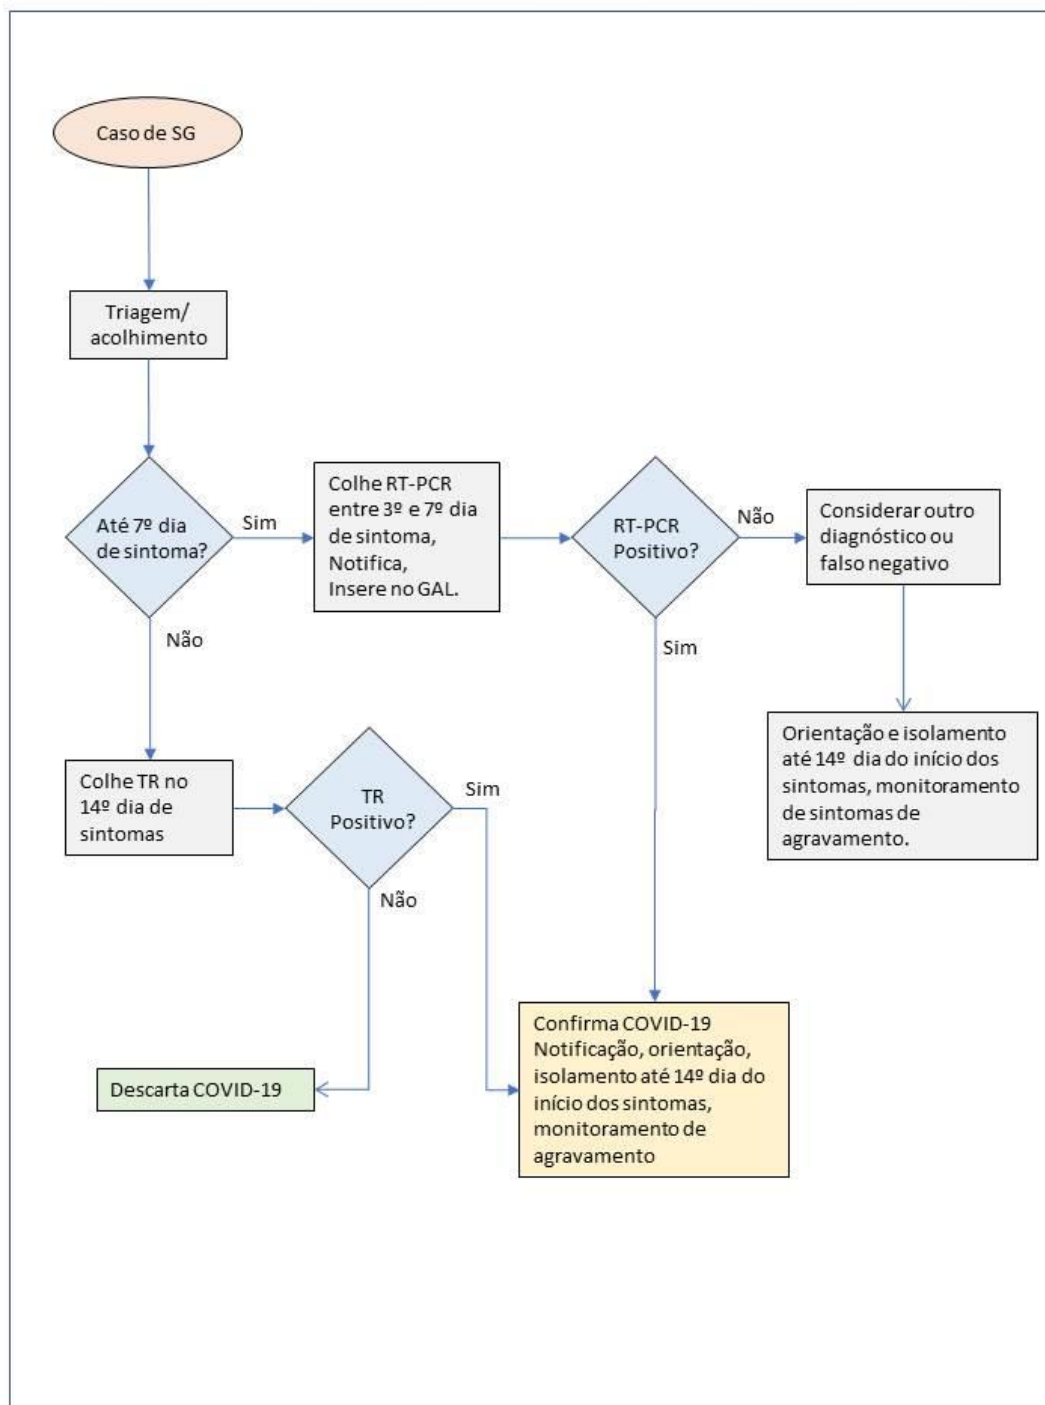 Caso de SG
Triagem/
acolhimento
Até 7º dia
de sintoma?
Sim
Colhe RT-PCR
entre 3º e 7º dia
de sintoma,
Notifica,
Insere no GAL.
RT-PCR
Positivo?
Não
Considerar outro
diagnóstico ou
falso negativo
Não
Sim
Orientação e isolamento
até 14º dia do início dos
sintomas, monitoramento
de sintomas de
agravamento.
Colhe TR no
14º dia de
sintomas
TR
Positivo?
Sim
Não
Confirma COVID-19
Notificação, orientação,
isolamento até 14º dia do
início dos sintomas,
monitoramento de
agravamento
Descarta COVID-19